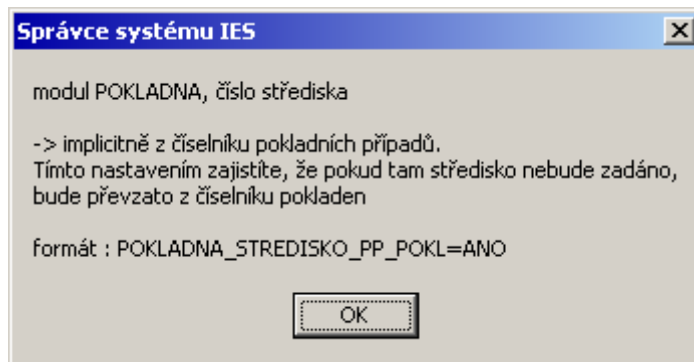 Správce systému IES
modul POKLADNA, číslo střediska
-> implicitně z číselníku pokladních případů.
Tímto nastavením zajistíte, že pokud tam středisko nebude zadáno,
bude převzato z číselníku pokladen
formát : POKLADNA_STREDISKO_PP_POKL=ANO
OK